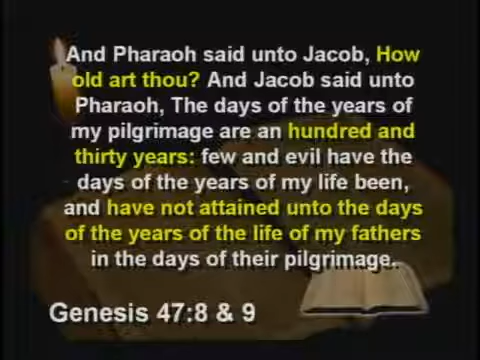 And Pharaoh said unto Jacob, How
old art thou? And Jacob said unto
Pharaoh, The days of the years of
my pilgrimage are an hundred and
thirty years: few and evil have the
days of the years of my life been,
and have not attained unto the days
of the years of the life of my fathers
in the days of their pilgrimage.
Genesis 47:8 & 9